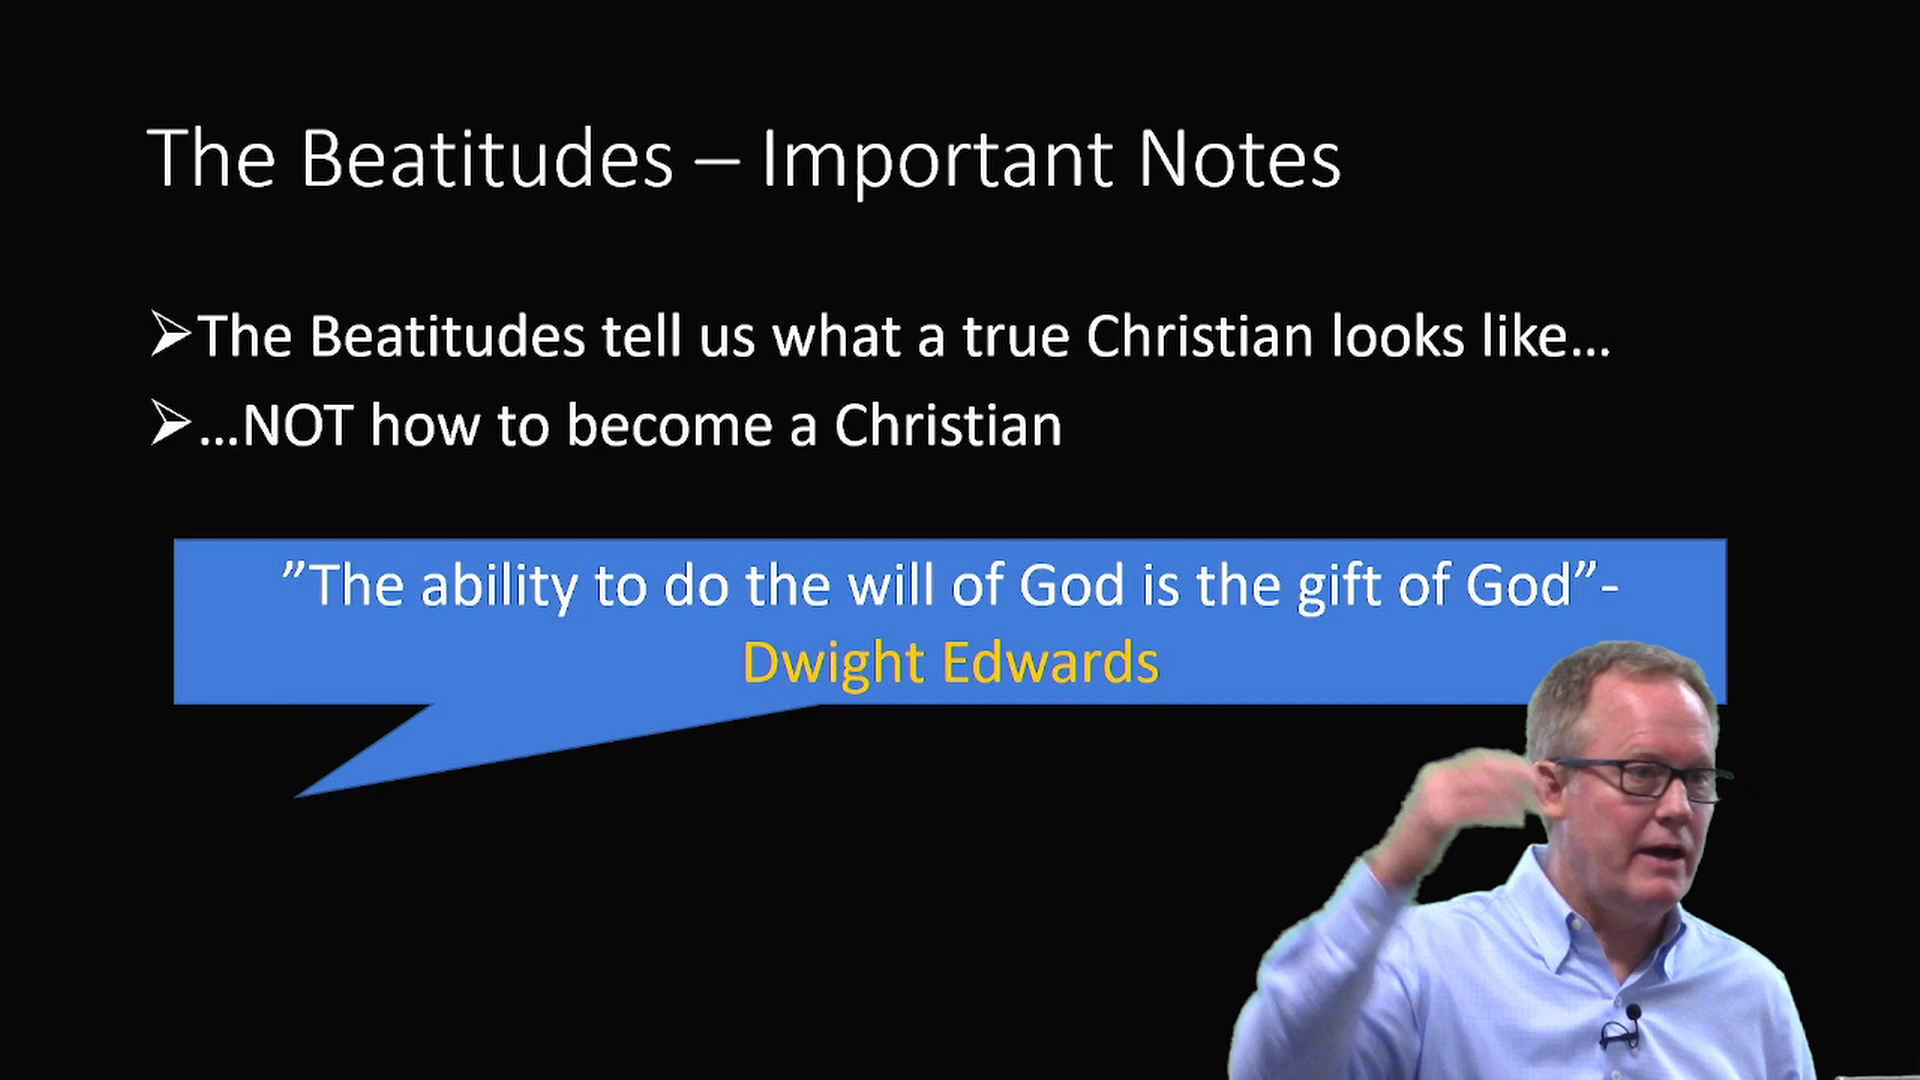 The Beatitudes – Important Notes
The Beatitudes tell us what a true Christian looks like...
...NOT how to become a Christian
”The ability to do the will of God is the gift of God”-
Dwight Edwards